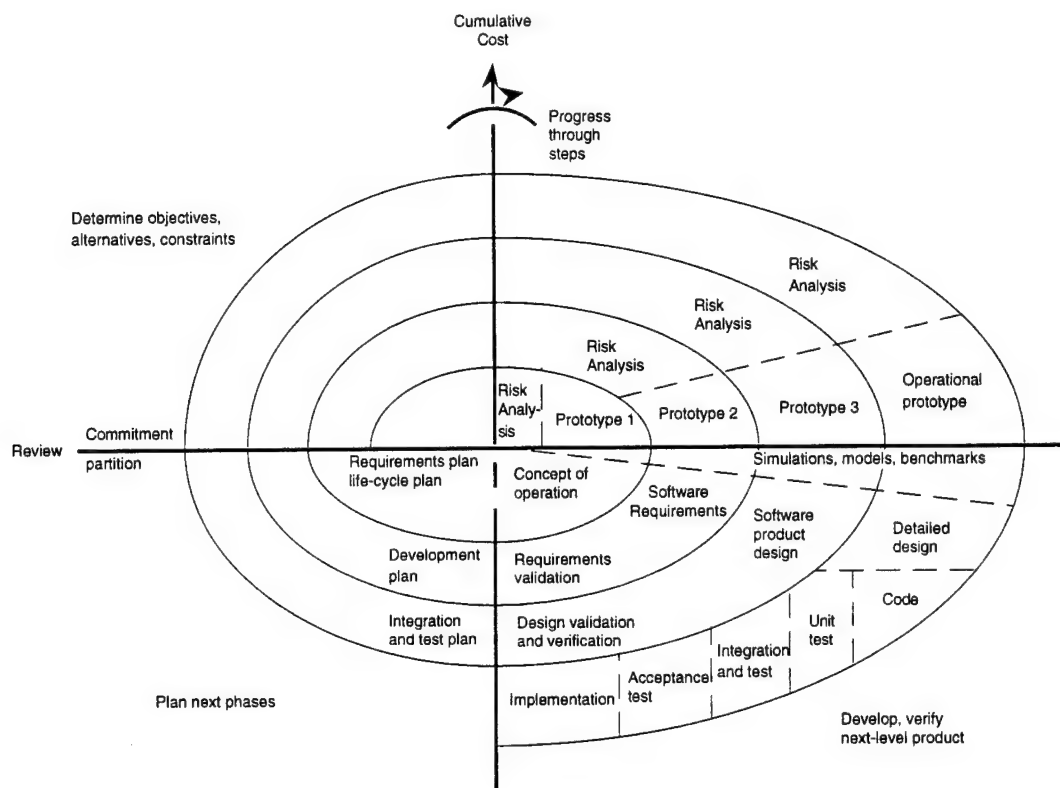 Cumulative
Cost
Progress
through
steps
Determine objectives,
alternatives, constraints
Risk
Analysis
Risk
Analysis
Risk
Analysis
Risk
Analy-
sis
Prototype 1
Prototype 2
Prototype 3
Operational
prototype
Review
Commitment
partition
Requirements plan
life-cycle plan
Concept of
operation
Simulations, models, benchmarks
Software
Requirements
Software
product
design
Detailed
design
Development
plan
Requirements
validation
Code
Unit
test
Integration
and test plan
Design validation
and verification
Integration
and test
Acceptance
test
Implementation
Plan next phases
Develop, verify
next-level product